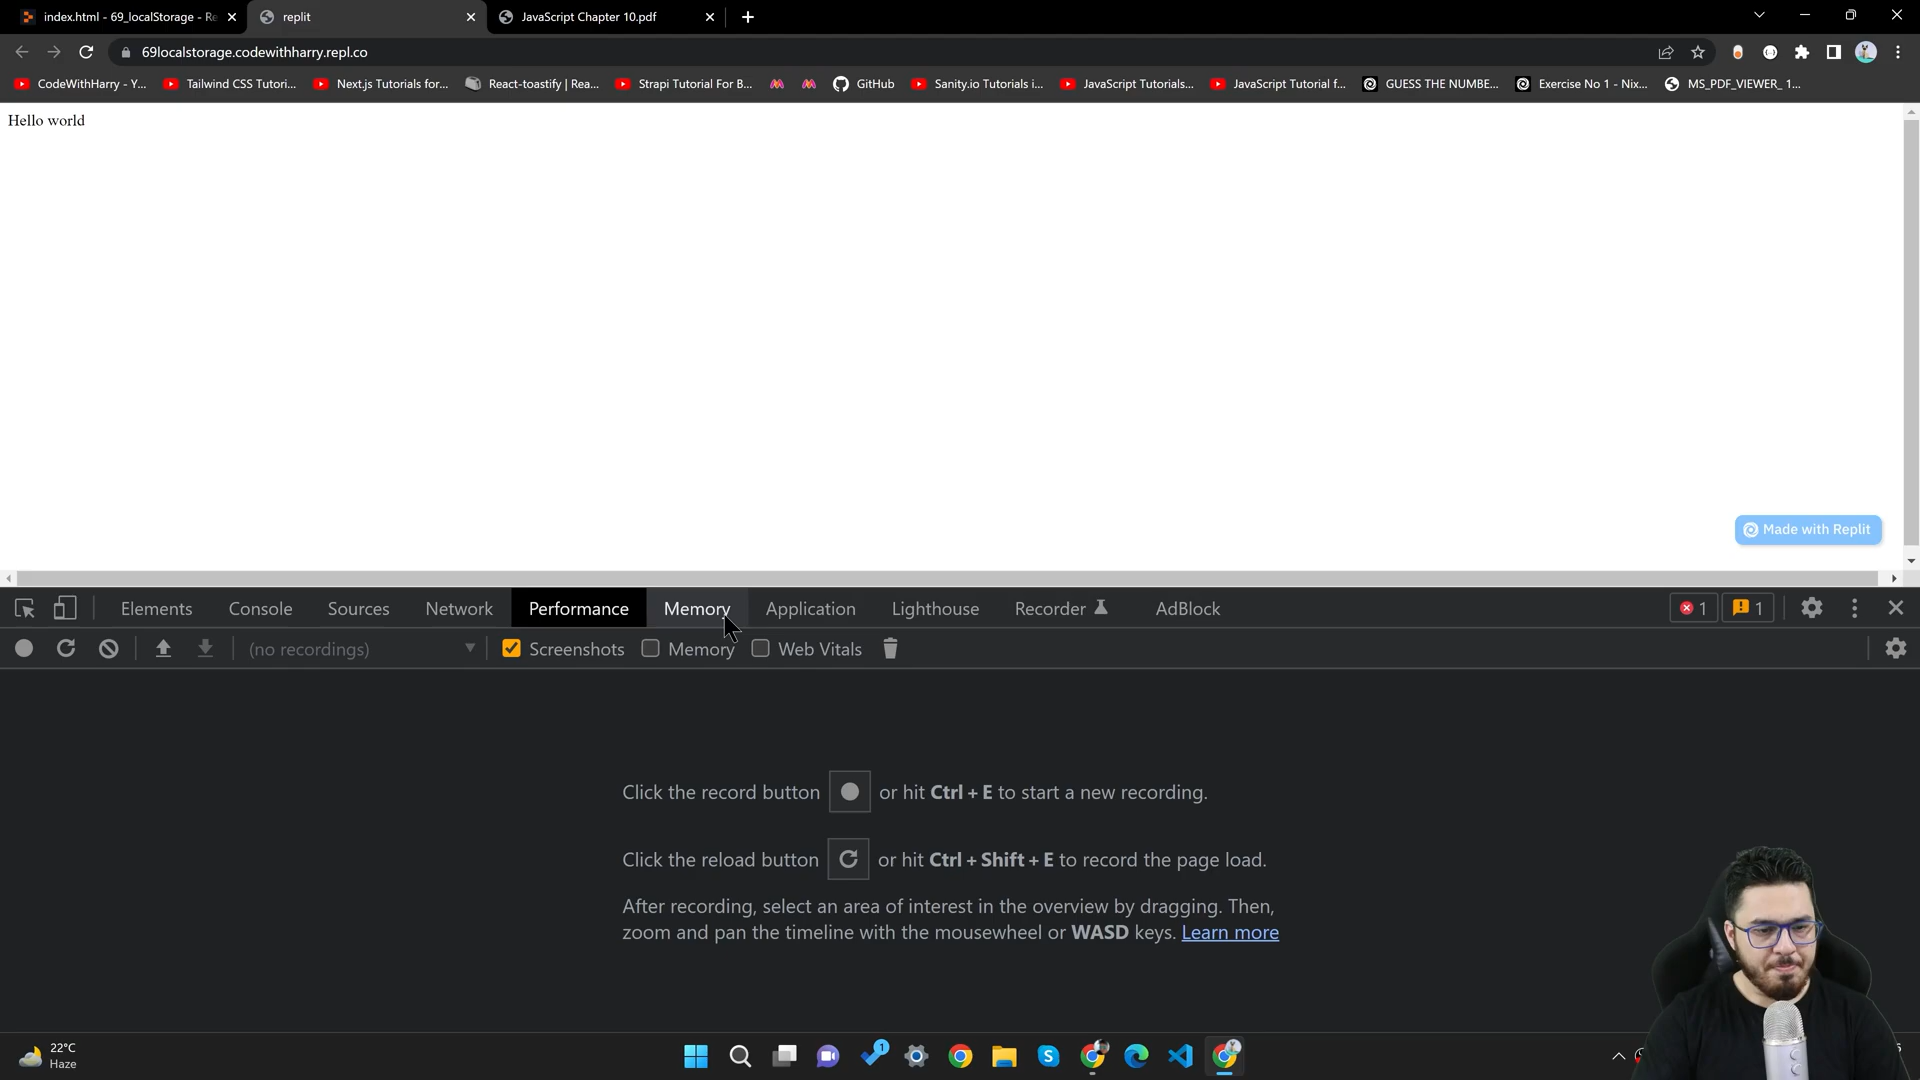 index.html - 69_localStorage - Re
replit
JavaScript Chapter 10.pdf
69localstorage.codewithharry.repl.co
CodeWithHarry - Y...
Tailwind CSS Tutori...
Next.js Tutorials for...
React-toastify | Rea...
Strapi Tutorial For B...
GitHub
Sanity.io Tutorials i...
JavaScript Tutorials...
JavaScript Tutorial f...
GUESS THE NUMBE...
Exercise No 1 - Nix...
MS_PDF_VIEWER_ 1...
Hello world
Made with Replit
Elements Console Sources Network Performance Memory Application Lighthouse Recorder AdBlock 1 1
(no recordings) Screenshots Memory Web Vitals
Click the record button or hit Ctrl + E to start a new recording.
Click the reload button or hit Ctrl + Shift + E to record the page load.
After recording, select an area of interest in the overview by dragging. Then,
zoom and pan the timeline with the mousewheel or WASD keys. Learn more
22°C
Haze
1